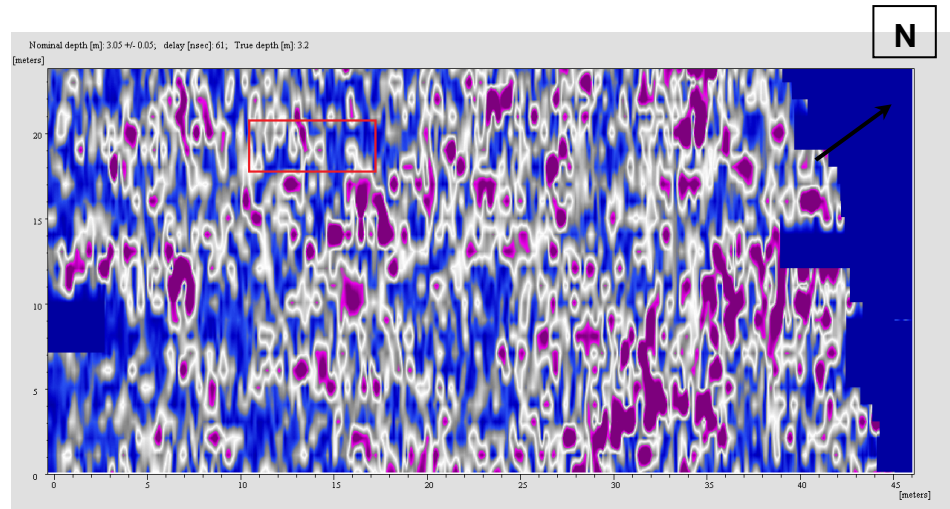 N
Nominal depth [m]: 3.05 +/- 0.05; delay [nsec]: 61; True depth [m]: 3.2
[meters]
20
15
10
5
0
0 5 10 15 20 25 30 35 40 45
[meters]